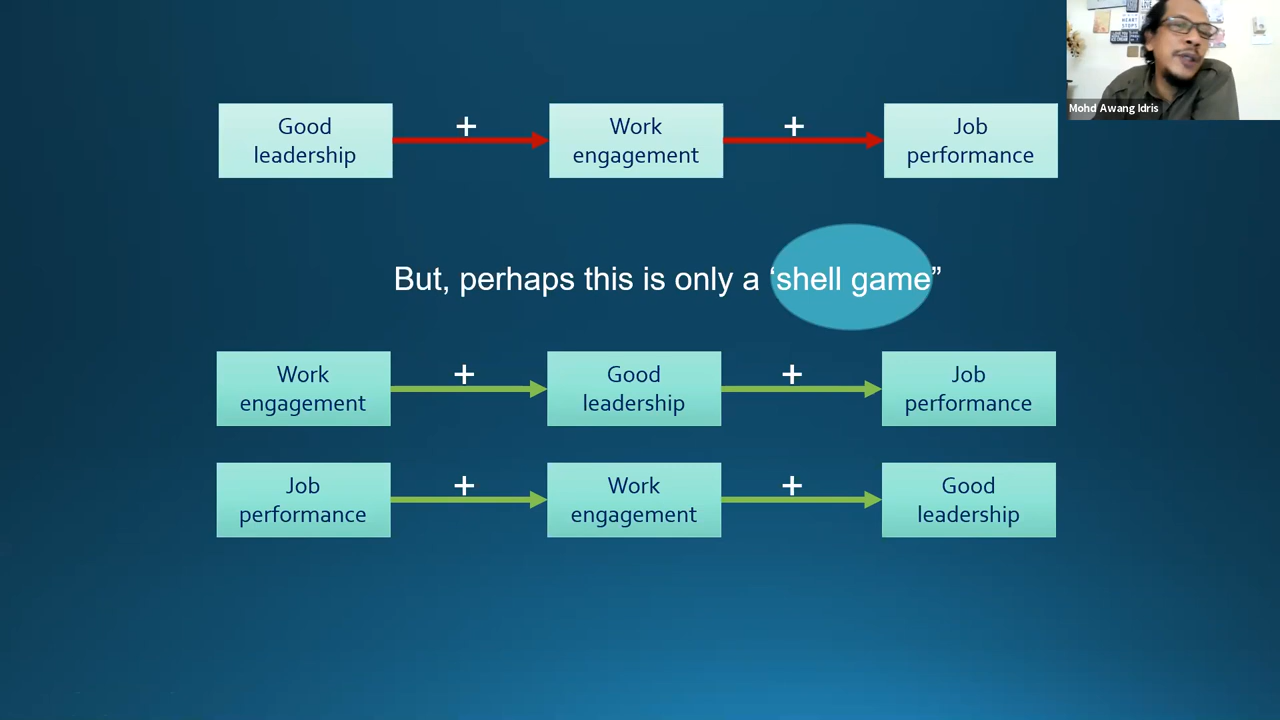 Mohd Awang Idris
Good
leadership
+
Work
engagement
+
Job
performance
But, perhaps this is only a ‘shell game”
Work
engagement
+
Good
leadership
+
Job
performance
Job
performance
+
Work
engagement
+
Good
leadership